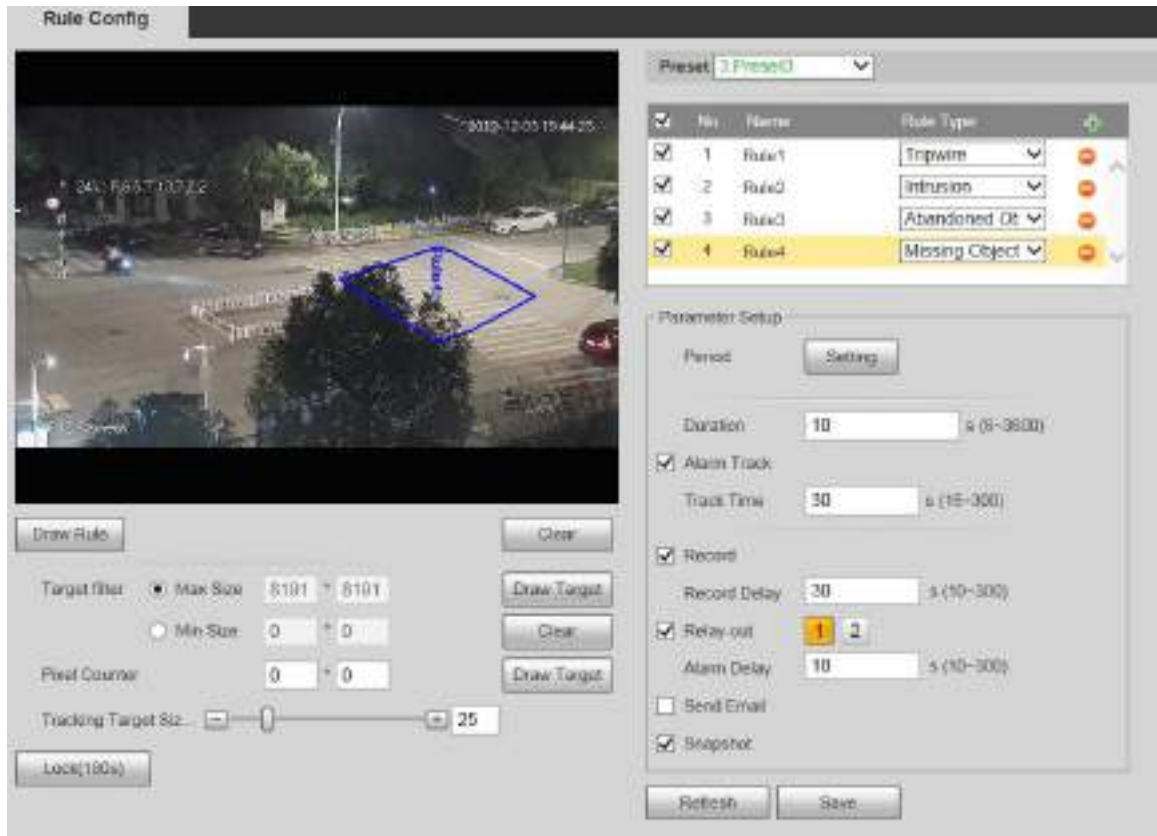 Rule Config
Preset
No. Name Rule Type
1 Rule1 Tripwire
2 Rule2 Intrusion
3 Rule3 Abandoned Ob
4 Rule4 Missing Object
Parameter Setup
Period Setting
Duration 10 s (6~3600)
Alarm Track
Track Time 30 s (15~300)
Record
Record Delay 30 s (10~300)
Relay-out 1 2
Alarm Delay 10 s (10~300)
Send Email
Snapshot
Refresh Save
Draw Rule Clear
Target filter Max Size 8191 * 8191 Draw Target
Min Size 0 * 0 Clear
Pixel Counter 0 * 0 Draw Target
Tracking Target Siz... 25
Lock(180s)